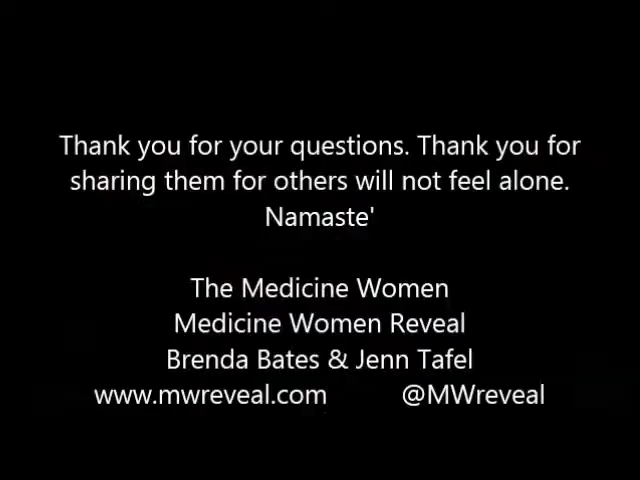 Thank you for your questions. Thank you for
sharing them for others will not feel alone.
Namaste'
The Medicine Women
Medicine Women Reveal
Brenda Bates & Jenn Tafel
www.mwreveal.com @MWreveal